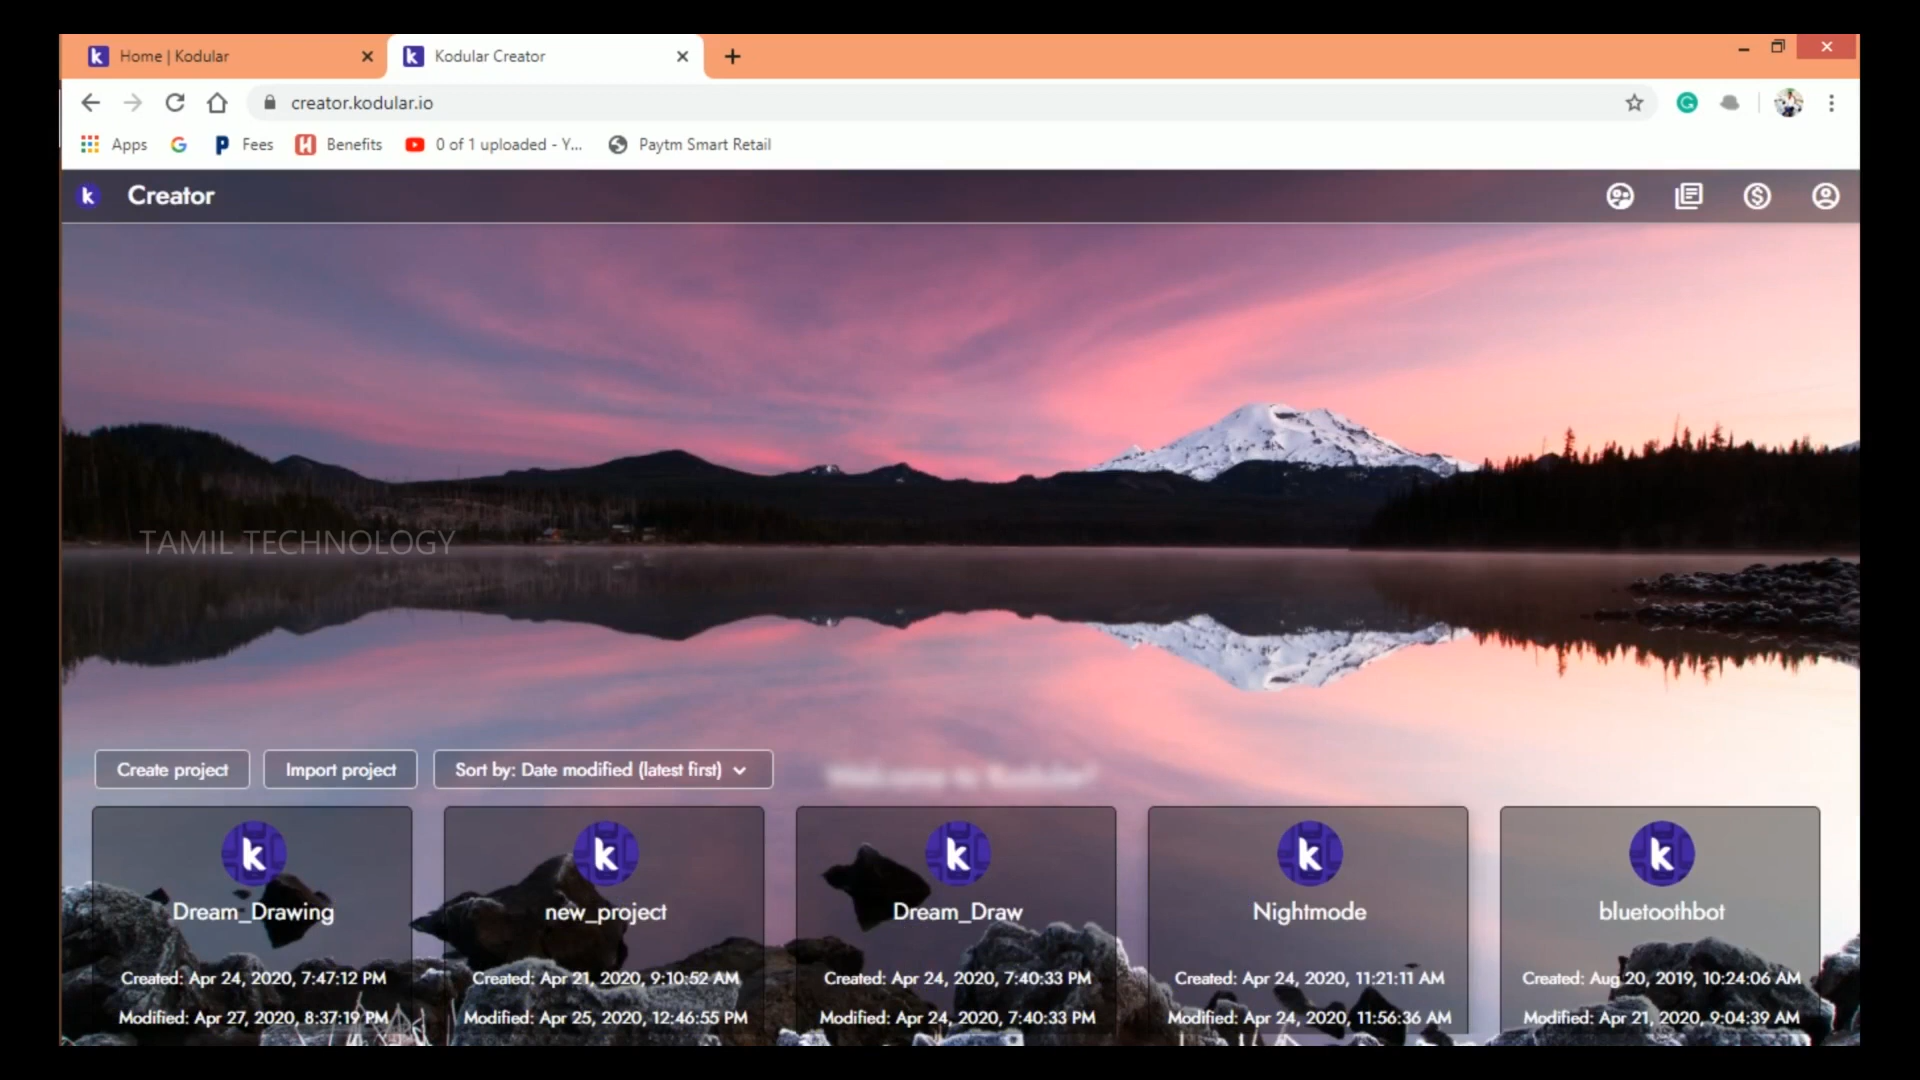 Home | Kodular
Kodular Creator
creator.kodular.io
Apps
Fees
Benefits
0 of 1 uploaded - Y...
Paytm Smart Retail
Creator
TAMIL TECHNOLOGY
Create project
Import project
Sort by: Date modified (latest first)
Dream_Drawing
Created: Apr 24, 2020, 7:47:12 PM
Modified: Apr 27, 2020, 8:37:19 PM
new_project
Created: Apr 21, 2020, 9:10:52 AM
Modified: Apr 25, 2020, 12:46:55 PM
Dream_Draw
Created: Apr 24, 2020, 7:40:33 PM
Modified: Apr 24, 2020, 7:40:33 PM
Nightmode
Created: Apr 24, 2020, 11:21:11 AM
Modified: Apr 24, 2020, 11:56:36 AM
bluetoothbot
Created: Aug 20, 2019, 10:24:06 AM
Modified: Apr 21, 2020, 9:04:39 AM